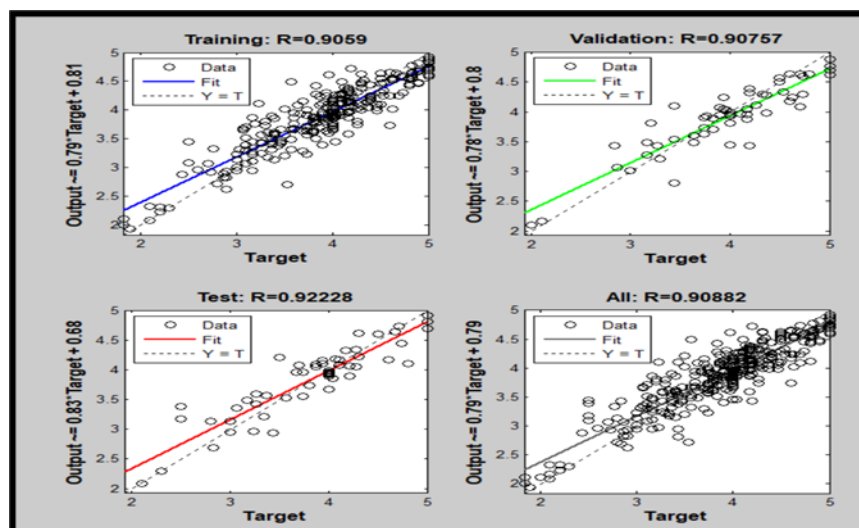 Training: R=0.9059
Output ~= 0.79*Target + 0.81
5
4.5
4
3.5
3
2.5
2
Data
Fit
Y = T
2 3 4 5
Target
Validation: R=0.90757
Output ~= 0.78*Target + 0.8
5
4.5
4
3.5
3
2.5
2
Data
Fit
Y = T
2 3 4 5
Target
Test: R=0.92228
Output ~= 0.83*Target + 0.68
5
4.5
4
3.5
3
2.5
2
Data
Fit
Y = T
2 3 4 5
Target
All: R=0.90882
Output ~= 0.79*Target + 0.79
5
4.5
4
3.5
3
2.5
2
Data
Fit
Y = T
2 3 4 5
Target